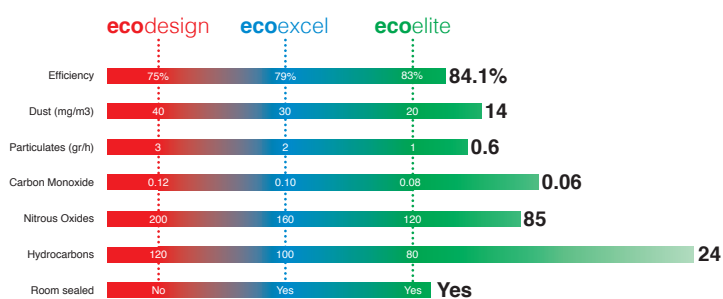 ecodesign ecoexcel ecoelite
Efficiency 75% 79% 83% 84.1%
Dust (mg/m3) 40 30 20 14
Particulates (gr/h) 3 2 1 0.6
Carbon Monoxide 0.12 0.10 0.08 0.06
Nitrous Oxides 200 160 120 85
Hydrocarbons 120 100 80 24
Room sealed No Yes Yes Yes